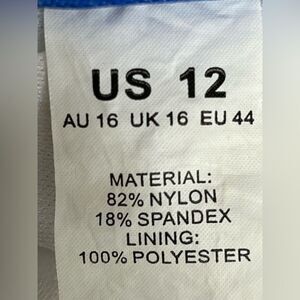 US 12
AU 16 UK 16 EU 44
MATERIAL:
82% NYLON
18% SPANDEX
LINING:
100% POLYESTER